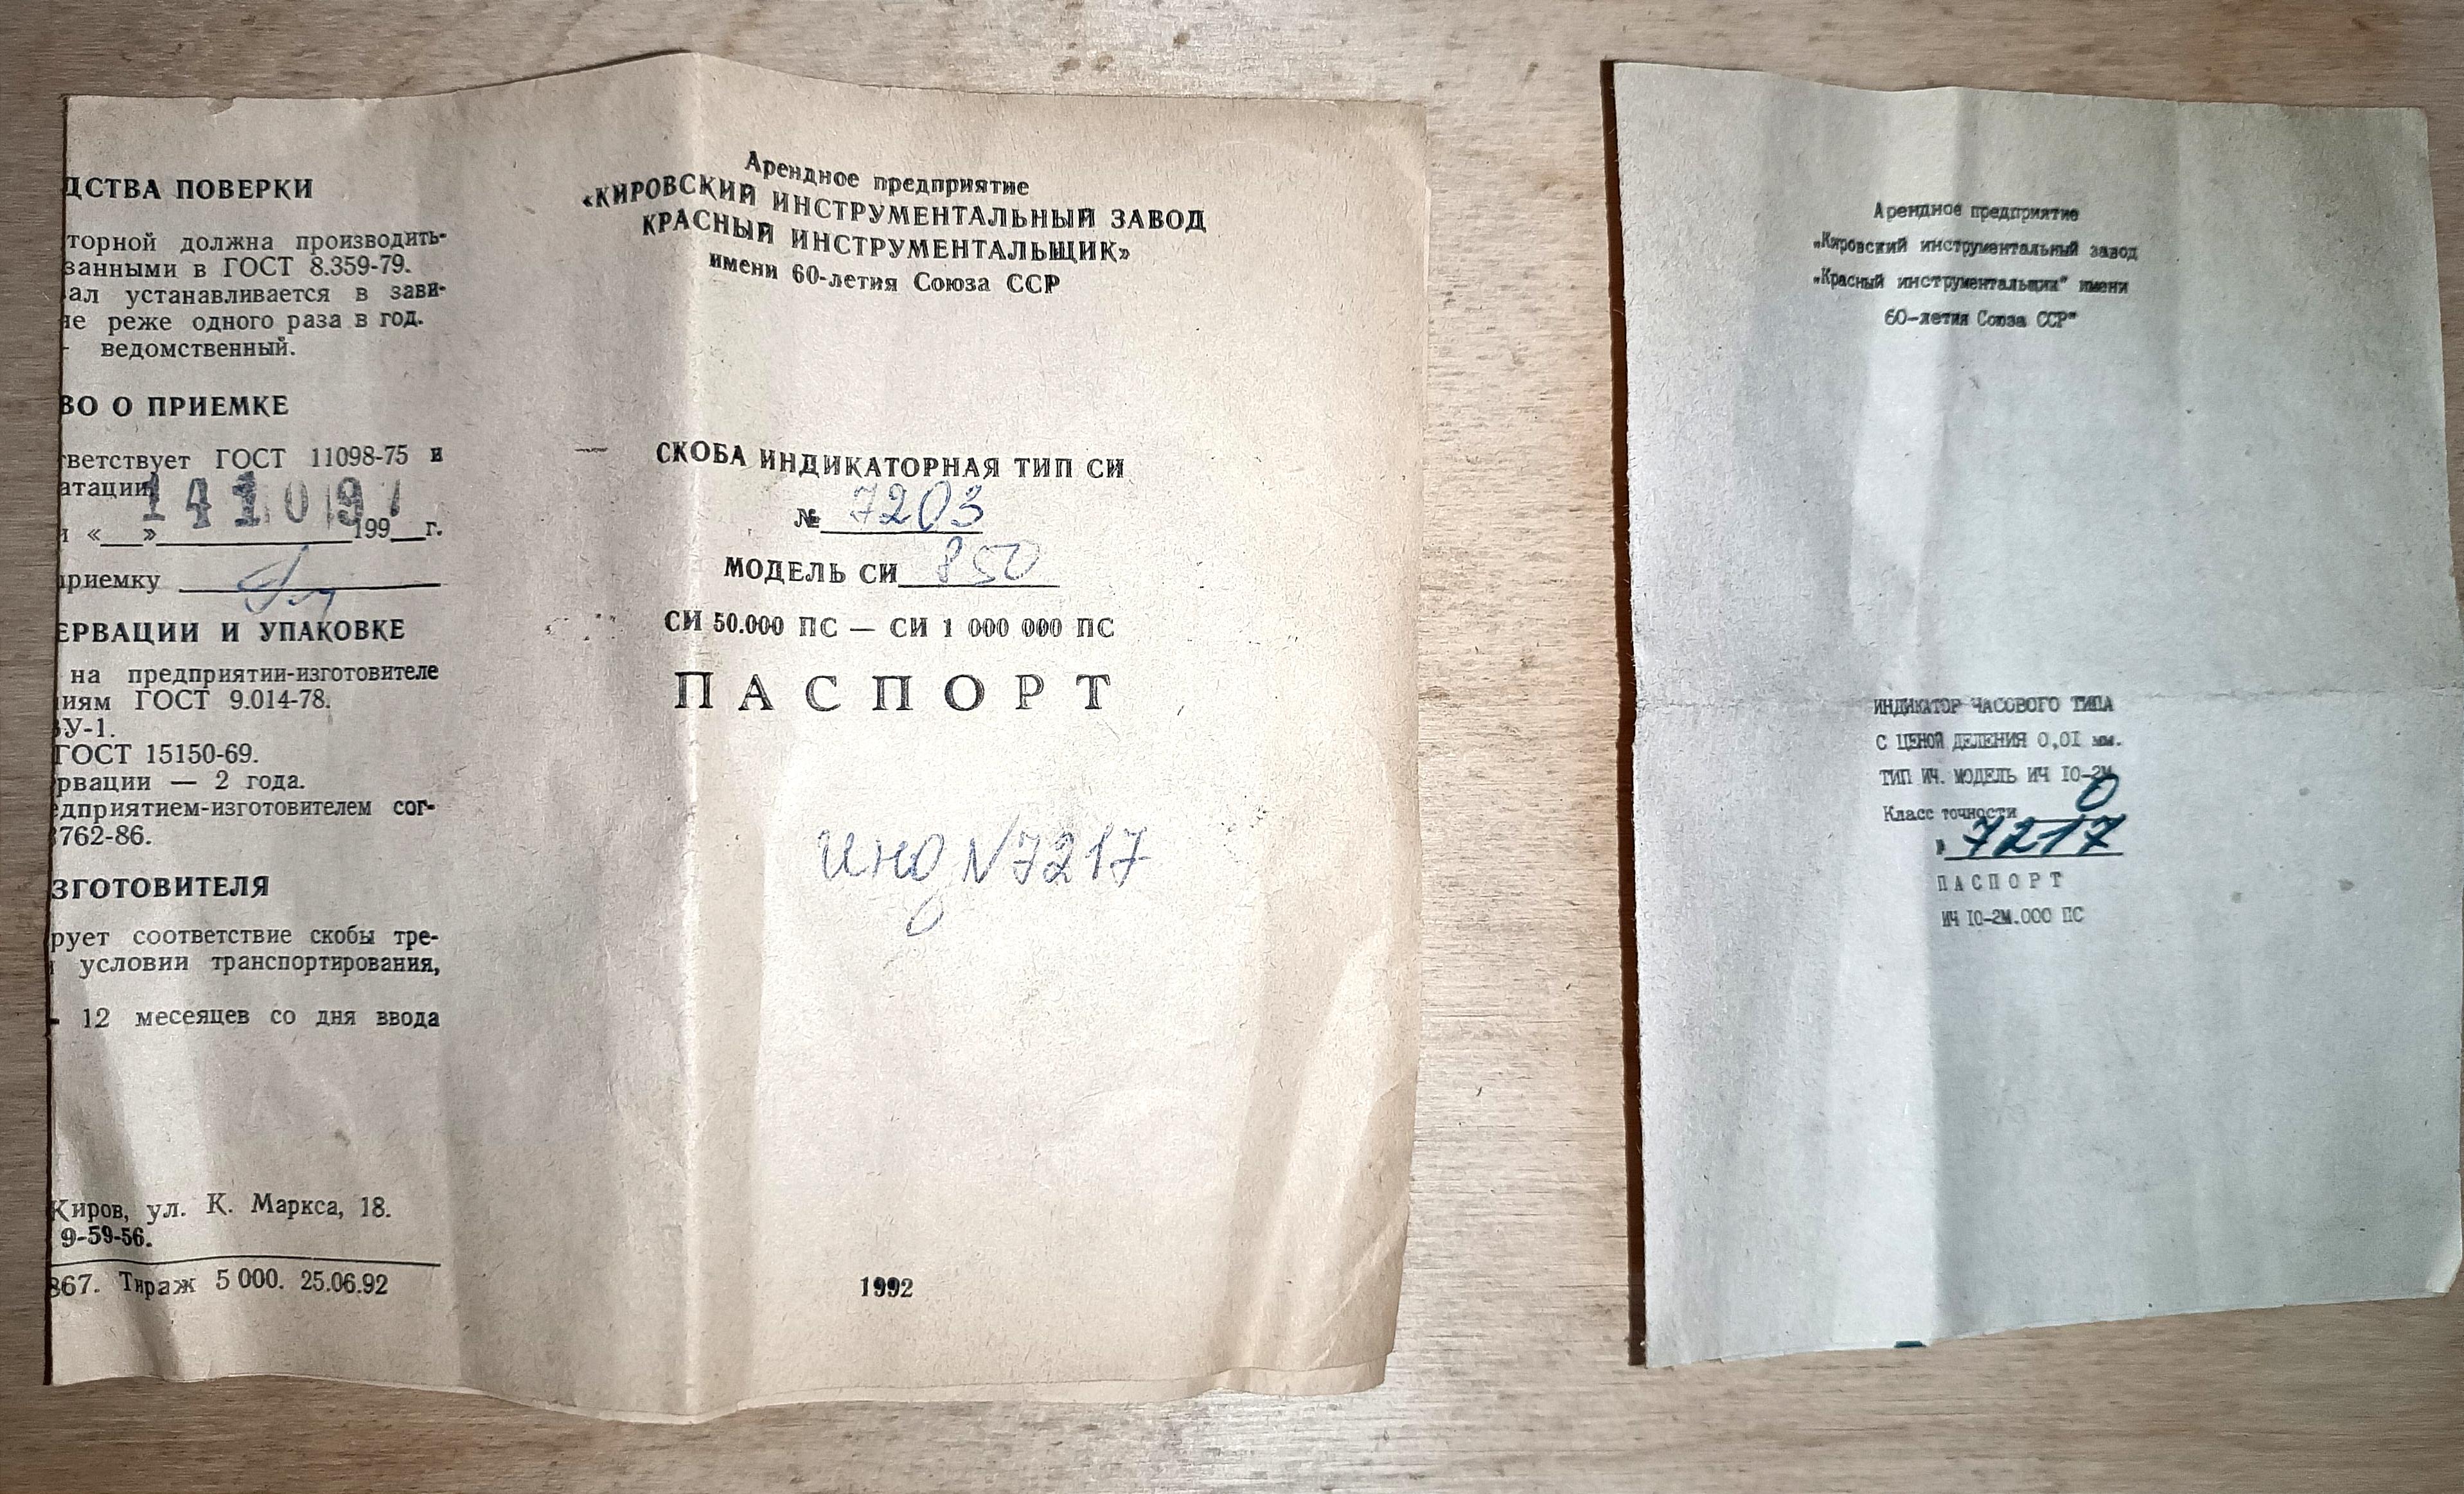 ДСТВА ПОВЕРКИ
торной должна производить-
занными в ГОСТ 8.359-79.
ал устанавливается в зави-
не реже одного раза в год.
- ведомственный.
ВО О ПРИЕМКЕ
тветствует ГОСТ 11098-75 и
атации
141097
« » 199 г.
приемку
ЕРВАЦИИ И УПАКОВКЕ
на предприятии-изготовителе
иям ГОСТ 9.014-78.
ВУ-1.
ГОСТ 15150-69.
рвации — 2 года.
едприятием-изготовителем сог-
3762-86.
ЗГОТОВИТЕЛЯ
рует соответствие скобы тре-
условии транспортирования,
- 12 месеяцев со дня ввода
Киров, ул. К. Маркса, 18.
9-59-56.
867. Тираж 5 000. 25.06.92
Арендное предприятие
«КИРОВСКИЙ ИНСТРУМЕНТАЛЬНЫЙ ЗАВОД
КРАСНЫЙ ИНСТРУМЕНТАЛЬЩИК»
имени 60-летия Союза ССР
СКОБА ИНДИКАТОРНАЯ ТИП СИ
№ 7203
МОДЕЛЬ СИ 850
СИ 50.000 ПС — СИ 1 000 000 ПС
ПАСПОРТ
Инд N7217
1992
Арендное предприятие
„Кировский инструментальный завод
„Красный инструментальщик" имени
60-летия Союза ССР"
ИНДИКАТОР ЧАСОВОГО ТИПА
С ЦЕНОЙ ДЕЛЕНИЯ 0,01 мм.
ТИП ИЧ. МОДЕЛЬ ИЧ 10-2М
Класс точности 0
№ 7217
ПАСПОРТ
ИЧ 10-2М.000 ПС